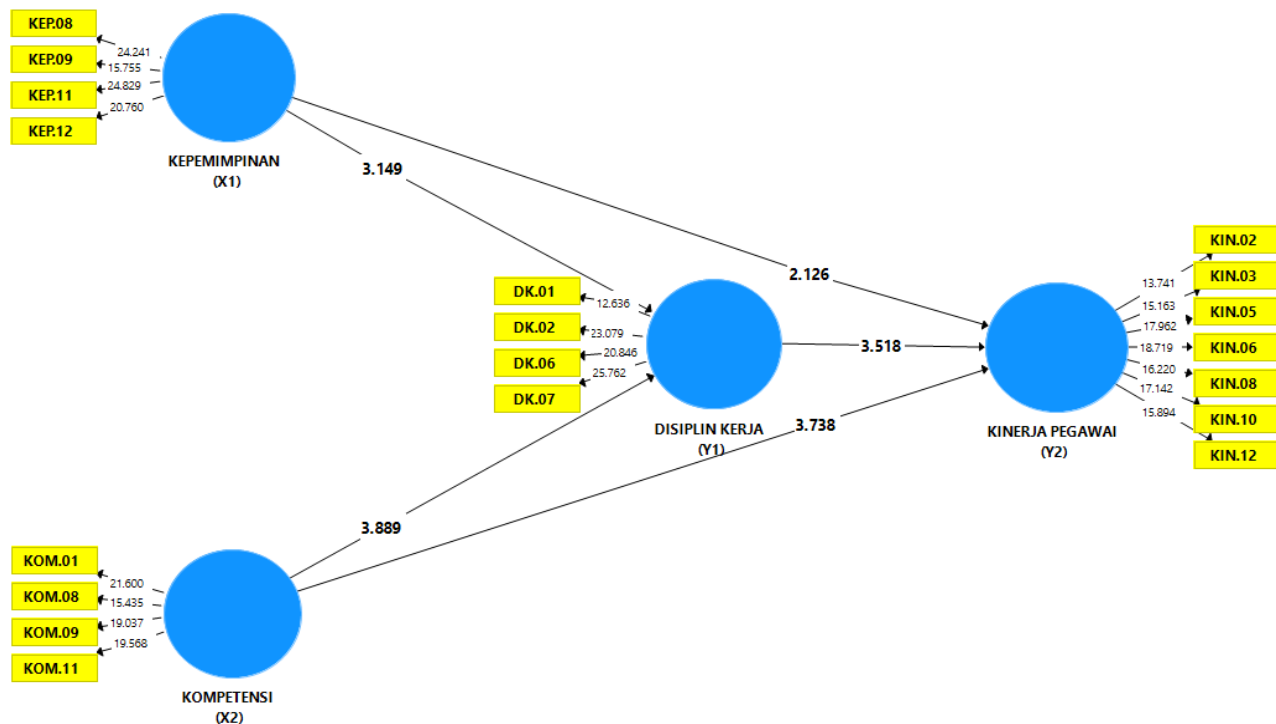 KEP.08
KEP.09
KEP.11
KEP.12
24.241
15.755
24.829
20.760
KEPEMIMPINAN
(X1)
3.149
2.126
DK.01
DK.02
DK.06
DK.07
12.636
23.079
20.846
25.762
DISIPLIN KERJA
(Y1)
3.518
3.738
3.889
KIN.02
KIN.03
KIN.05
KIN.06
KIN.08
KIN.10
KIN.12
13.741
15.163
17.962
18.719
16.220
17.142
15.894
KINERJA PEGAWAI
(Y2)
KOM.01
KOM.08
KOM.09
KOM.11
21.600
15.435
19.037
19.568
KOMPETENSI
(X2)